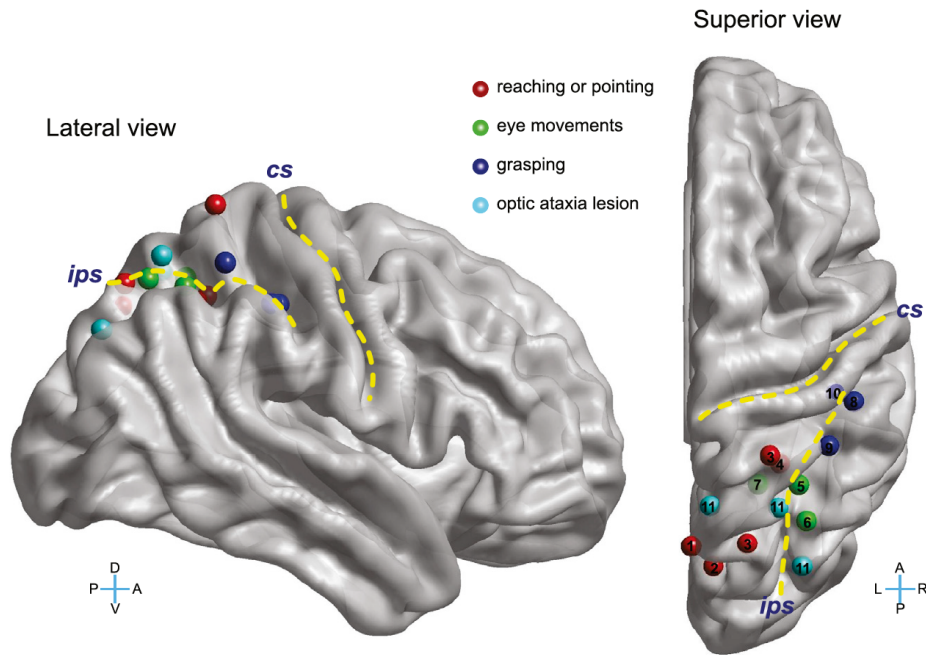 Superior view
Lateral view
reaching or pointing
eye movements
grasping
optic ataxia lesion
cs
ips
cs
10
8
9
3
4
7
5
11
11
6
1
3
2
11
ips
D
P A
V
A
L R
P